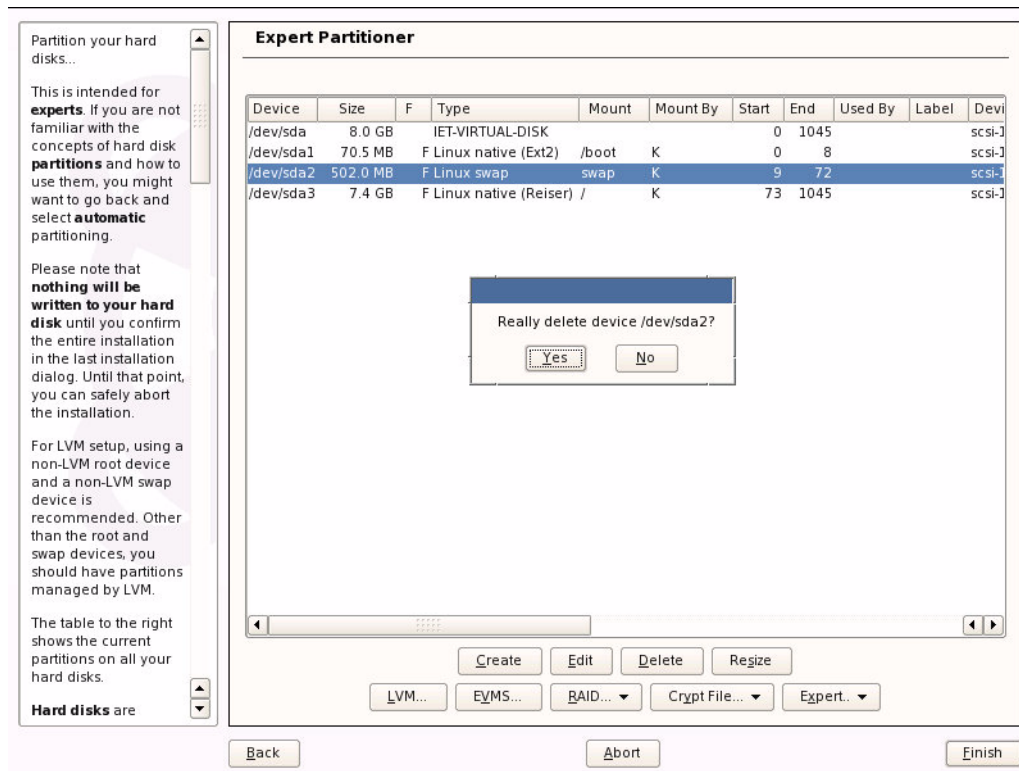 Partition your hard
disks...
This is intended for
experts. If you are not
familiar with the
concepts of hard disk
partitions and how to
use them, you might
want to go back and
select automatic
partitioning.
Please note that
nothing will be
written to your hard
disk until you confirm
the entire installation
in the last installation
dialog. Until that point,
you can safely abort
the installation.
For LVM setup, using a
non-LVM root device
and a non-LVM swap
device is
recommended. Other
than the root and
swap devices, you
should have partitions
managed by LVM.
The table to the right
shows the current
partitions on all your
hard disks.
Hard disks are
Expert Partitioner
Device Size F Type Mount Mount By Start End Used By Label Devi
/dev/sda 8.0 GB IET-VIRTUAL-DISK 0 1045 scsi-1
/dev/sda1 70.5 MB F Linux native (Ext2) /boot K 0 8 scsi-1
/dev/sda2 502.0 MB F Linux swap swap K 9 72 scsi-1
/dev/sda3 7.4 GB F Linux native (Reiser) / K 73 1045 scsi-1
Really delete device /dev/sda2?
Yes No
Create Edit Delete Resize
LVM... EVMS... RAID... Crypt File... Expert..
Back Abort Finish